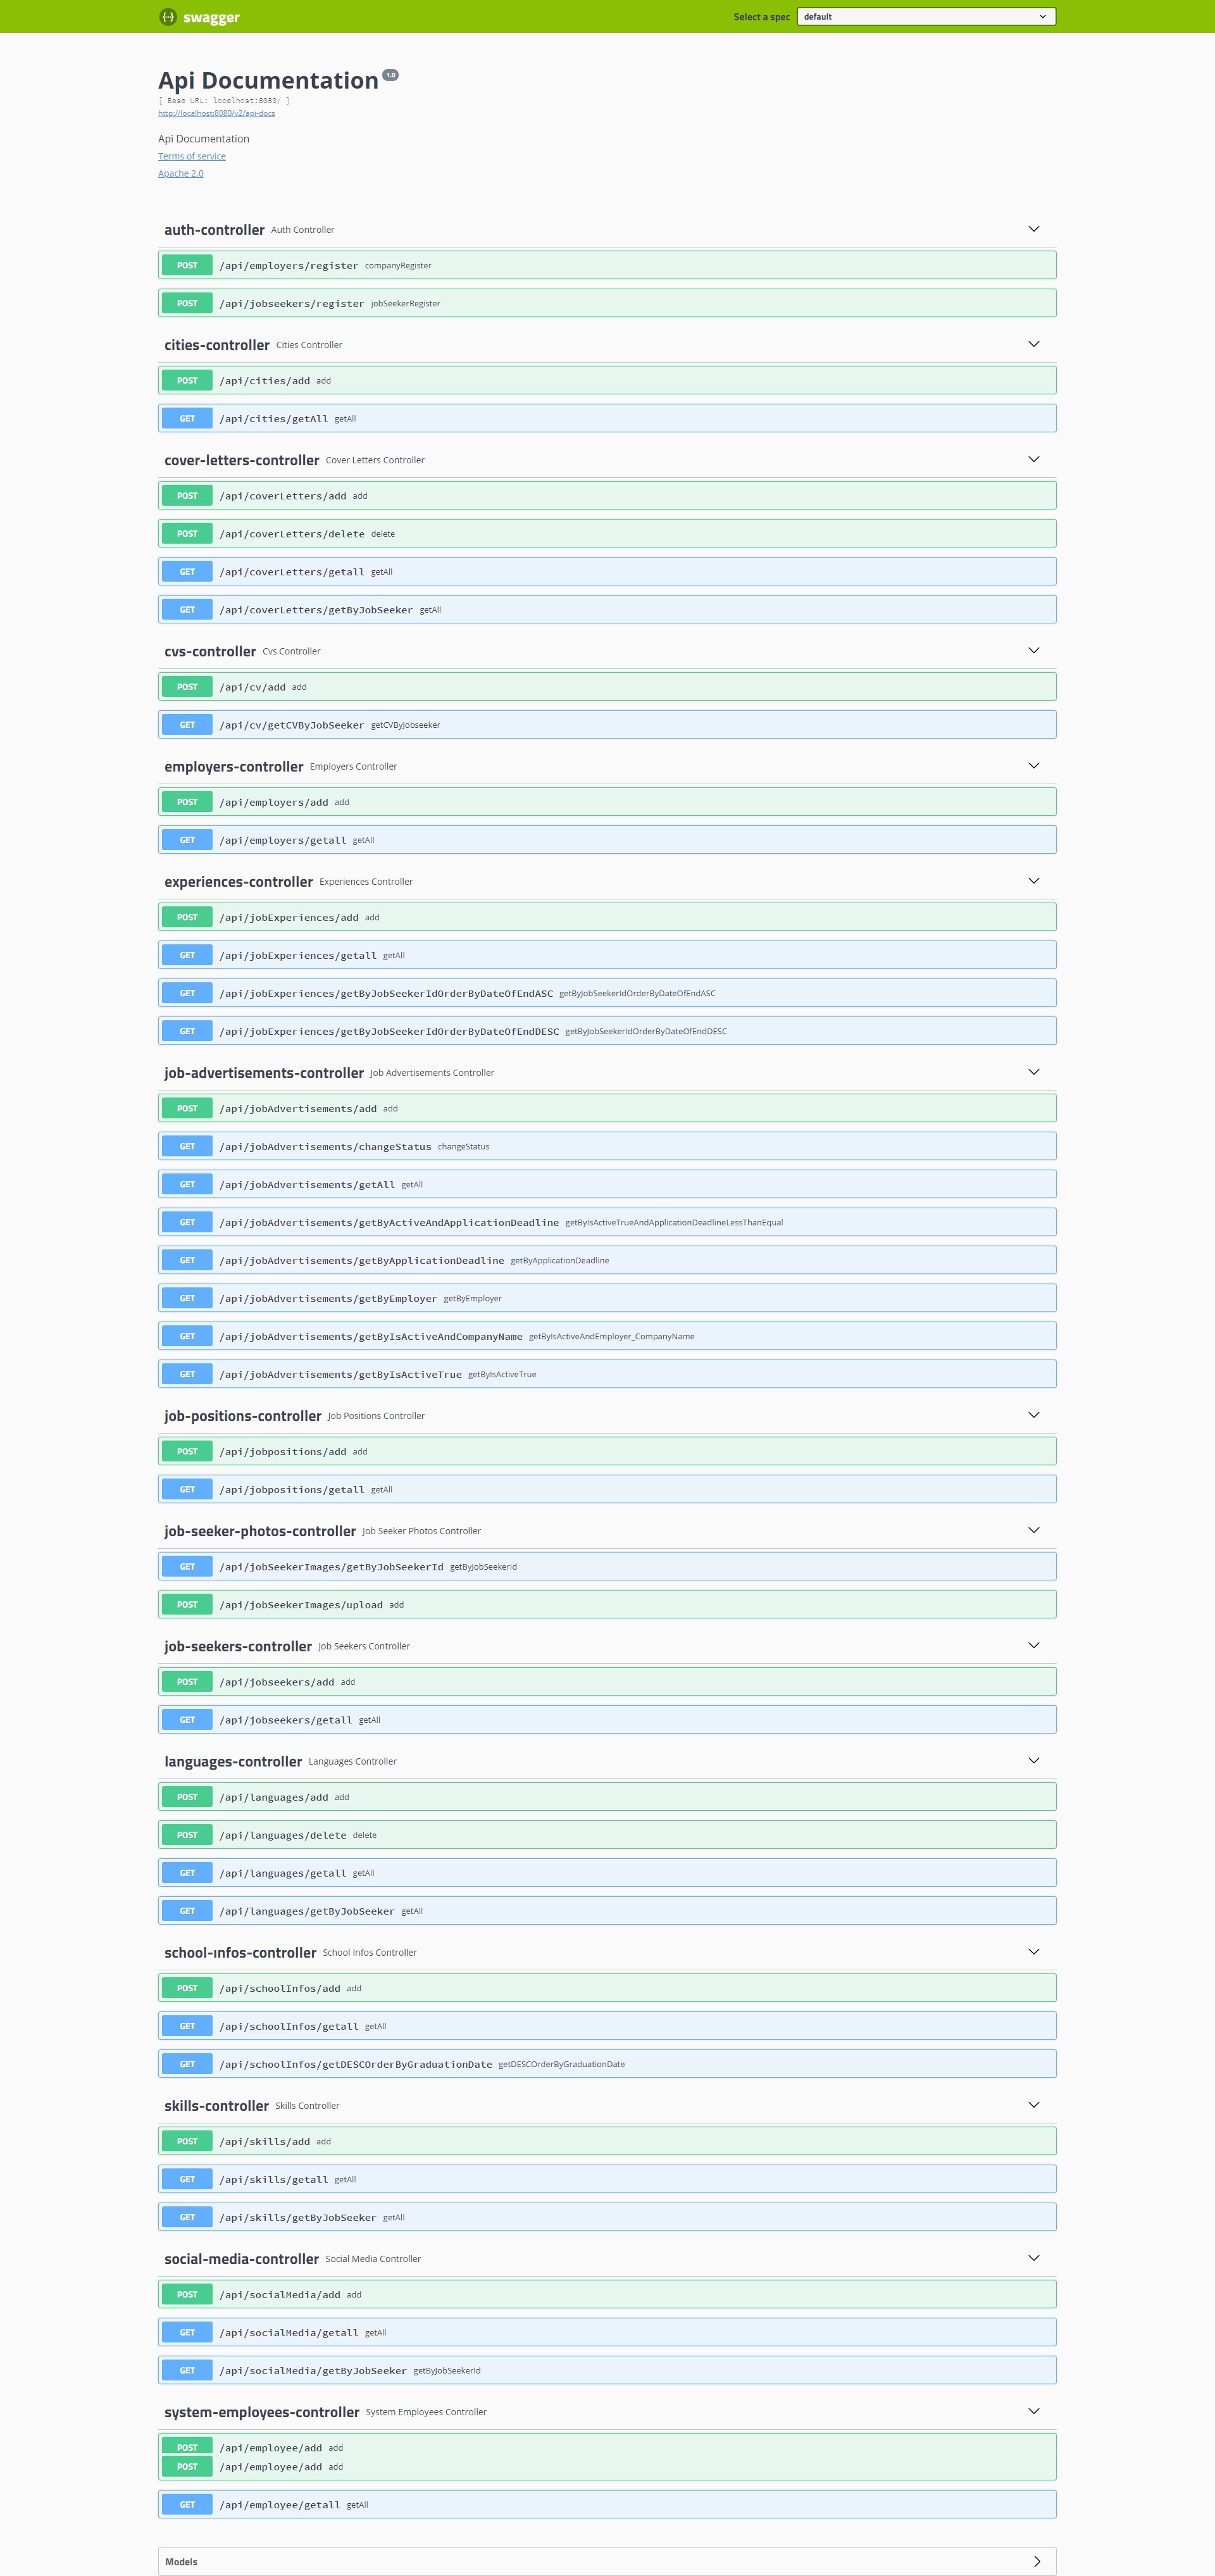 swagger
Select a spec default
Api Documentation 1.0
[ Base URL: localhost:8080/ ]
http://localhost:8080/v2/api-docs
Api Documentation
Terms of service
Apache 2.0
auth-controller Auth Controller
POST /api/employers/register companyRegister
POST /api/jobseekers/register jobSeekerRegister
cities-controller Cities Controller
POST /api/cities/add add
GET /api/cities/getAll getAll
cover-letters-controller Cover Letters Controller
POST /api/coverLetters/add add
POST /api/coverLetters/delete delete
GET /api/coverLetters/getall getAll
GET /api/coverLetters/getByJobSeeker getAll
cvs-controller Cvs Controller
POST /api/cv/add add
GET /api/cv/getCVByJobSeeker getCVByJobseeker
employers-controller Employers Controller
POST /api/employers/add add
GET /api/employers/getall getAll
experiences-controller Experiences Controller
POST /api/jobExperiences/add add
GET /api/jobExperiences/getall getAll
GET /api/jobExperiences/getByJobSeekerIdOrderByDateOfEndASC getByJobSeekerIdOrderByDateOfEndASC
GET /api/jobExperiences/getByJobSeekerIdOrderByDateOfEndDESC getByJobSeekerIdOrderByDateOfEndDESC
job-advertisements-controller Job Advertisements Controller
POST /api/jobAdvertisements/add add
GET /api/jobAdvertisements/changeStatus changeStatus
GET /api/jobAdvertisements/getAll getAll
GET /api/jobAdvertisements/getByActiveAndApplicationDeadline getByIsActiveTrueAndApplicationDeadlineLessThanEqual
GET /api/jobAdvertisements/getByApplicationDeadline getByApplicationDeadline
GET /api/jobAdvertisements/getByEmployer getByEmployer
GET /api/jobAdvertisements/getByIsActiveAndCompanyName getByIsActiveAndEmployer_CompanyName
GET /api/jobAdvertisements/getByIsActiveTrue getByIsActiveTrue
job-positions-controller Job Positions Controller
POST /api/jobpositions/add add
GET /api/jobpositions/getall getAll
job-seeker-photos-controller Job Seeker Photos Controller
GET /api/jobSeekerImages/getByJobSeekerId getByJobSeekerId
POST /api/jobSeekerImages/upload add
job-seekers-controller Job Seekers Controller
POST /api/jobseekers/add add
GET /api/jobseekers/getall getAll
languages-controller Languages Controller
POST /api/languages/add add
POST /api/languages/delete delete
GET /api/languages/getall getAll
GET /api/languages/getByJobSeeker getAll
school-ınfos-controller School Infos Controller
POST /api/schoolInfos/add add
GET /api/schoolInfos/getall getAll
GET /api/schoolInfos/getDESCOrderByGraduationDate getDESCOrderByGraduationDate
skills-controller Skills Controller
POST /api/skills/add add
GET /api/skills/getall getAll
GET /api/skills/getByJobSeeker getAll
social-media-controller Social Media Controller
POST /api/socialMedia/add add
GET /api/socialMedia/getall getAll
GET /api/socialMedia/getByJobSeeker getByJobSeekerId
system-employees-controller System Employees Controller
POST /api/employee/add add
POST /api/employee/add add
GET /api/employee/getall getAll
Models